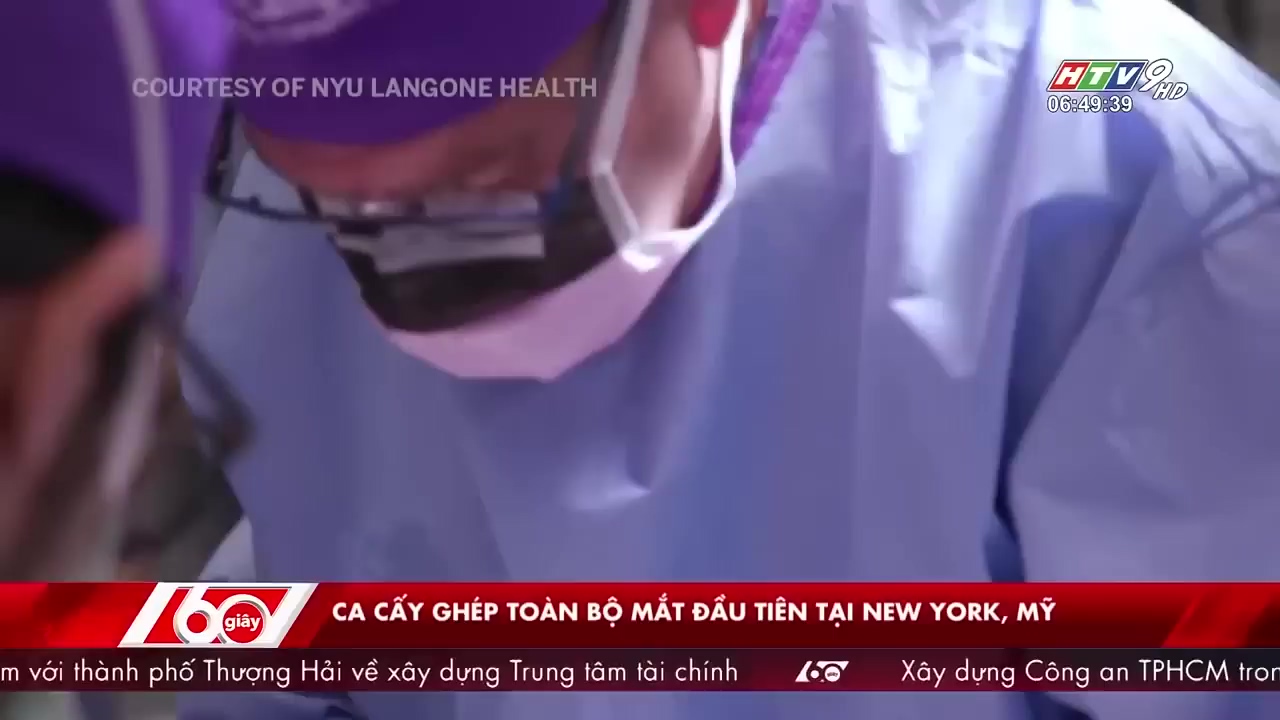 COURTESY OF NYU LANGONE HEALTH
HTV9 HD
06:49:39
60 giây
CA CẤY GHÉP TOÀN BỘ MẮT ĐẦU TIÊN TẠI NEW YORK, MỸ
với thành phố Thượng Hải về xây dựng Trung tâm tài chính 60 giây Xây dựng Công an TPHCM